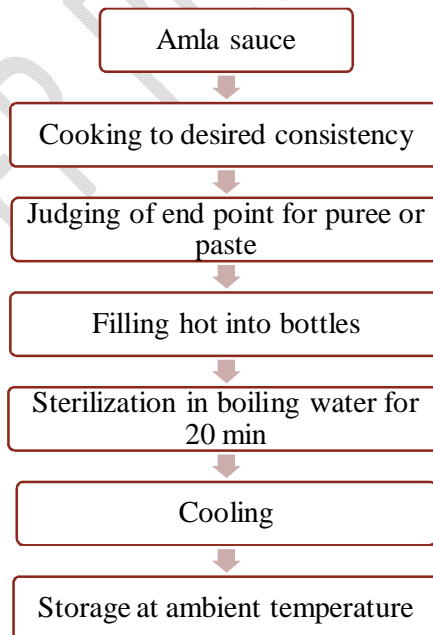 Amla sauce
Cooking to desired consistency
Judging of end point for puree or
paste
Filling hot into bottles
Sterilization in boiling water for
20 min
Cooling
Storage at ambient temperature